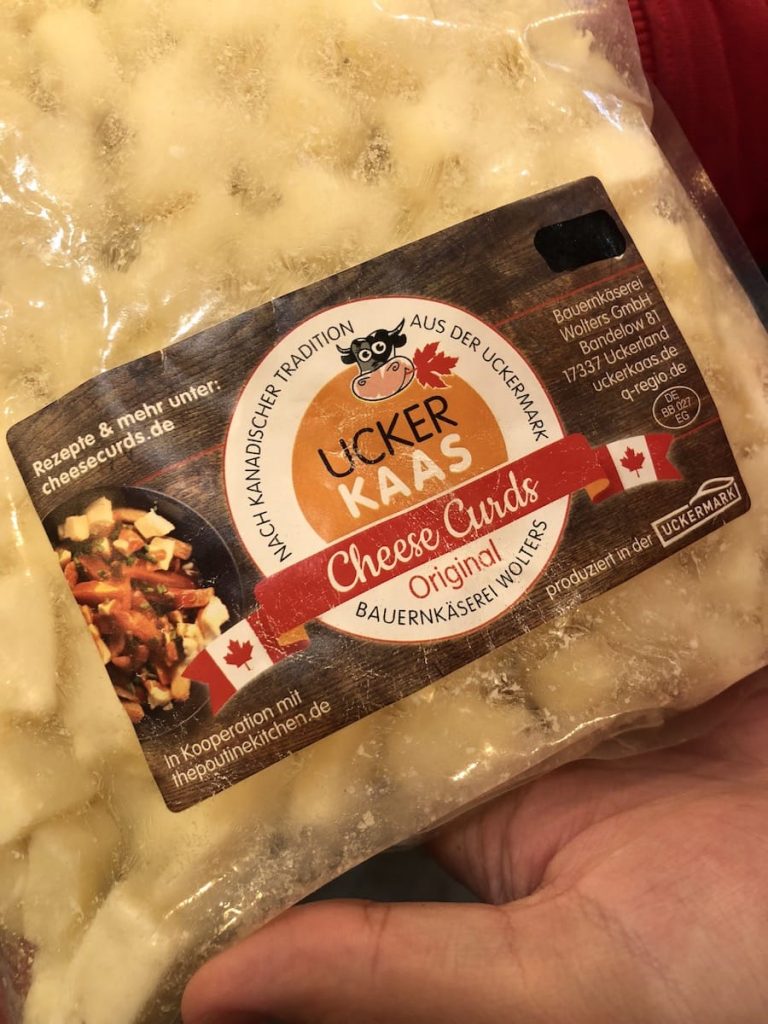 Rezepte & mehr unter:
cheesecurds.de
NACH KANADISCHER TRADITION
AUS DER UCKERMARK
UCKER
KAAS
Cheese Curds
Original
BAUERNKÄSEREI WOLTERS
Bauernkäserei
Wolters GmbH
Bandelow 81
17337 Uckerland
uckerkaas.de
q-regio.de
DE
BB 027
EG
produziert in der
UCKERMARK
In Kooperation mit
thepoutinekitchen.de